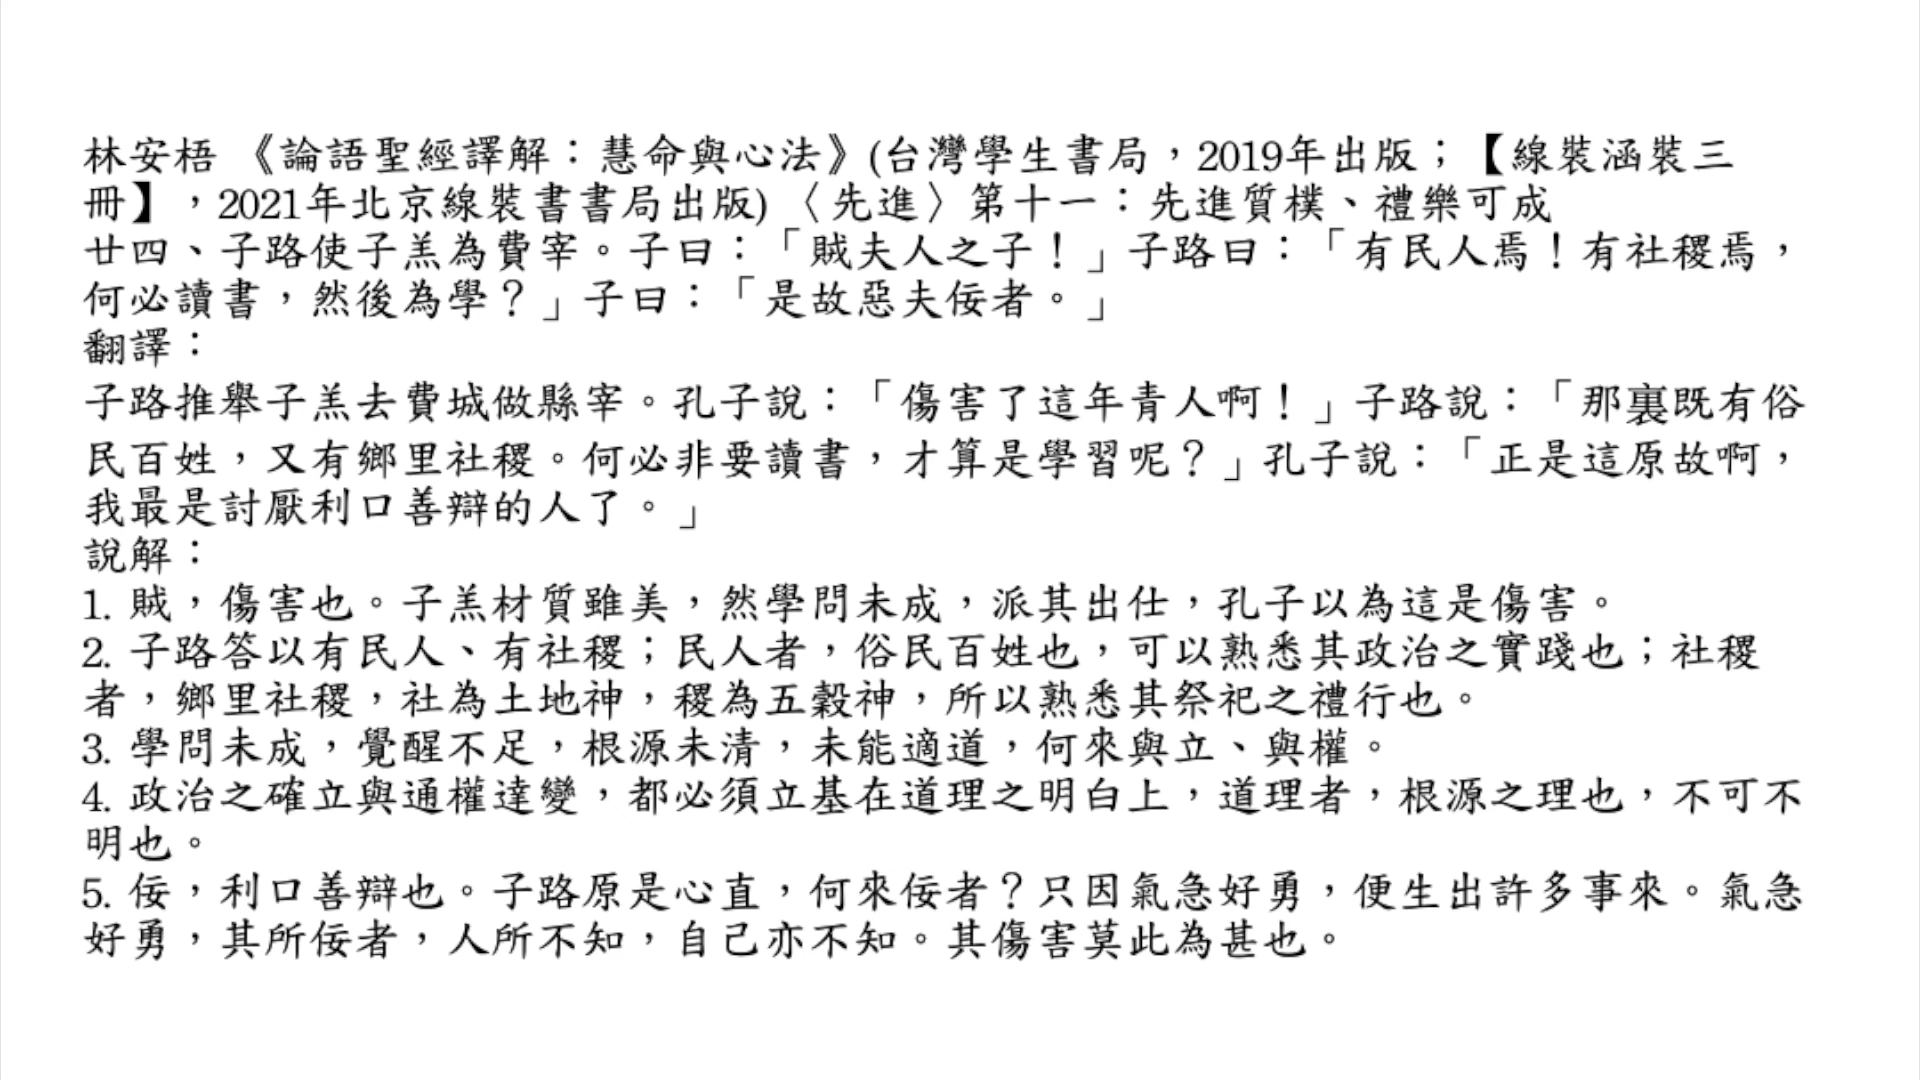 林安梧 《論語聖經譯解：慧命與心法》(台灣學生書局，2019年出版；【線裝涵裝三
冊】，2021年北京線裝書書局出版) 〈先進〉第十一：先進質樸、禮樂可成
廿四、子路使子羔為費宰。子曰：「賊夫人之子！」子路曰：「有民人焉！有社稷焉，
何必讀書，然後為學？」子曰：「是故惡夫佞者。」
翻譯：
子路推舉子羔去費城做縣宰。孔子說：「傷害了這年青人啊！」子路說：「那裏既有俗
民百姓，又有鄉里社稷。何必非要讀書，才算是學習呢？」孔子說：「正是這原故啊，
我最是討厭利口善辯的人了。」
說解：
1. 賊，傷害也。子羔材質雖美，然學問未成，派其出仕，孔子以為這是傷害。
2. 子路答以有民人、有社稷；民人者，俗民百姓也，可以熟悉其政治之實踐也；社稷
者，鄉里社稷，社為土地神，稷為五穀神，所以熟悉其祭祀之禮行也。
3. 學問未成，覺醒不足，根源未清，未能適道，何來與立、與權。
4. 政治之確立與通權達變，都必須立基在道理之明白上，道理者，根源之理也，不可不
明也。
5. 佞，利口善辯也。子路原是心直，何來佞者？只因氣急好勇，便生出許多事來。氣急
好勇，其所佞者，人所不知，自己亦不知。其傷害莫此為甚也。